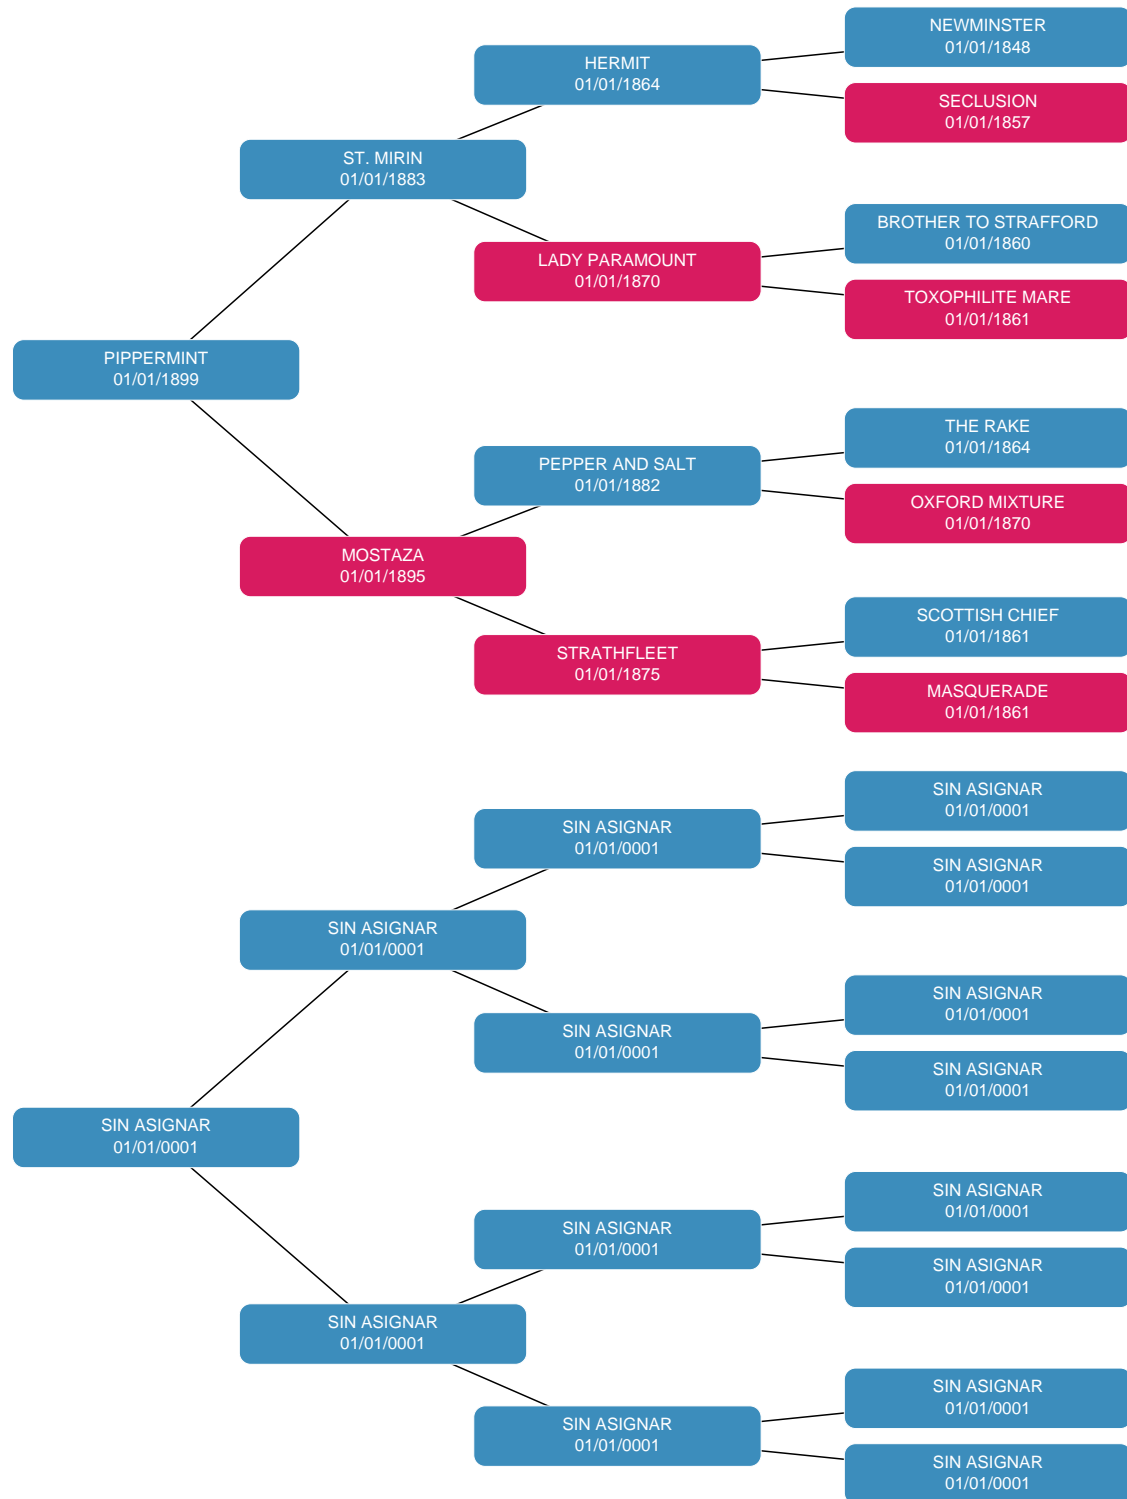 NEWMINSTER
01/01/1848
HERMIT
01/01/1864
SECLUSION
01/01/1857
ST. MIRIN
01/01/1883
BROTHER TO STRAFFORD
01/01/1860
LADY PARAMOUNT
01/01/1870
TOXOPHILITE MARE
01/01/1861
PIPPERMINT
01/01/1899
THE RAKE
01/01/1864
PEPPER AND SALT
01/01/1882
OXFORD MIXTURE
01/01/1870
MOSTAZA
01/01/1895
SCOTTISH CHIEF
01/01/1861
STRATHFLEET
01/01/1875
MASQUERADE
01/01/1861
SIN ASIGNAR
01/01/0001
SIN ASIGNAR
01/01/0001
SIN ASIGNAR
01/01/0001
SIN ASIGNAR
01/01/0001
SIN ASIGNAR
01/01/0001
SIN ASIGNAR
01/01/0001
SIN ASIGNAR
01/01/0001
SIN ASIGNAR
01/01/0001
SIN ASIGNAR
01/01/0001
SIN ASIGNAR
01/01/0001
SIN ASIGNAR
01/01/0001
SIN ASIGNAR
01/01/0001
SIN ASIGNAR
01/01/0001
SIN ASIGNAR
01/01/0001
SIN ASIGNAR
01/01/0001